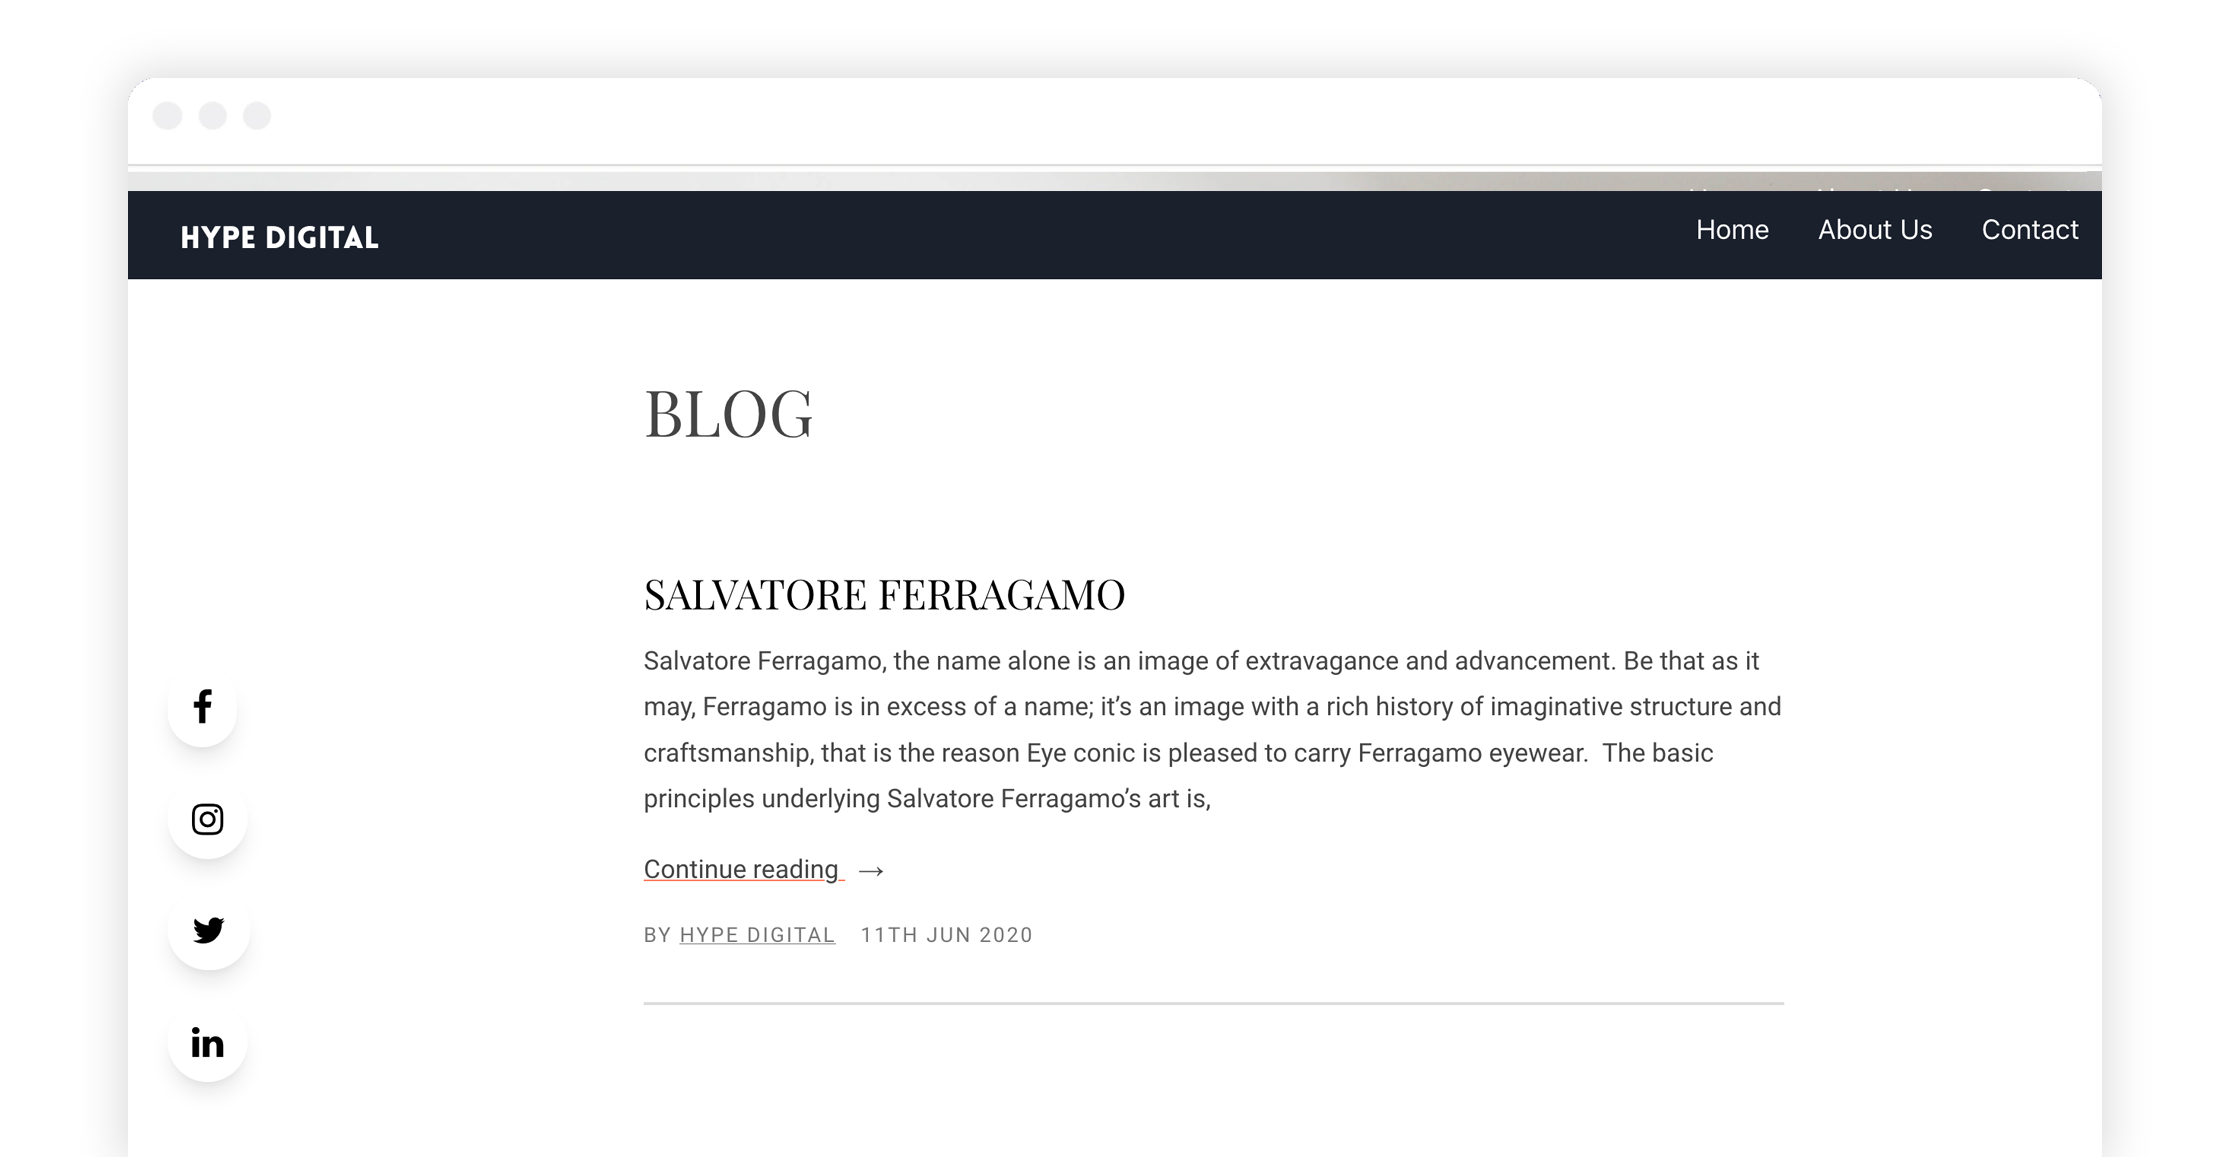 HYPE DIGITAL
Home About Us Contact
BLOG
SALVATORE FERRAGAMO
Salvatore Ferragamo, the name alone is an image of extravagance and advancement. Be that as it
may, Ferragamo is in excess of a name; it’s an image with a rich history of imaginative structure and
craftsmanship, that is the reason Eye conic is pleased to carry Ferragamo eyewear.  The basic
principles underlying Salvatore Ferragamo’s art is,
Continue reading →
BY HYPE DIGITAL 11TH JUN 2020